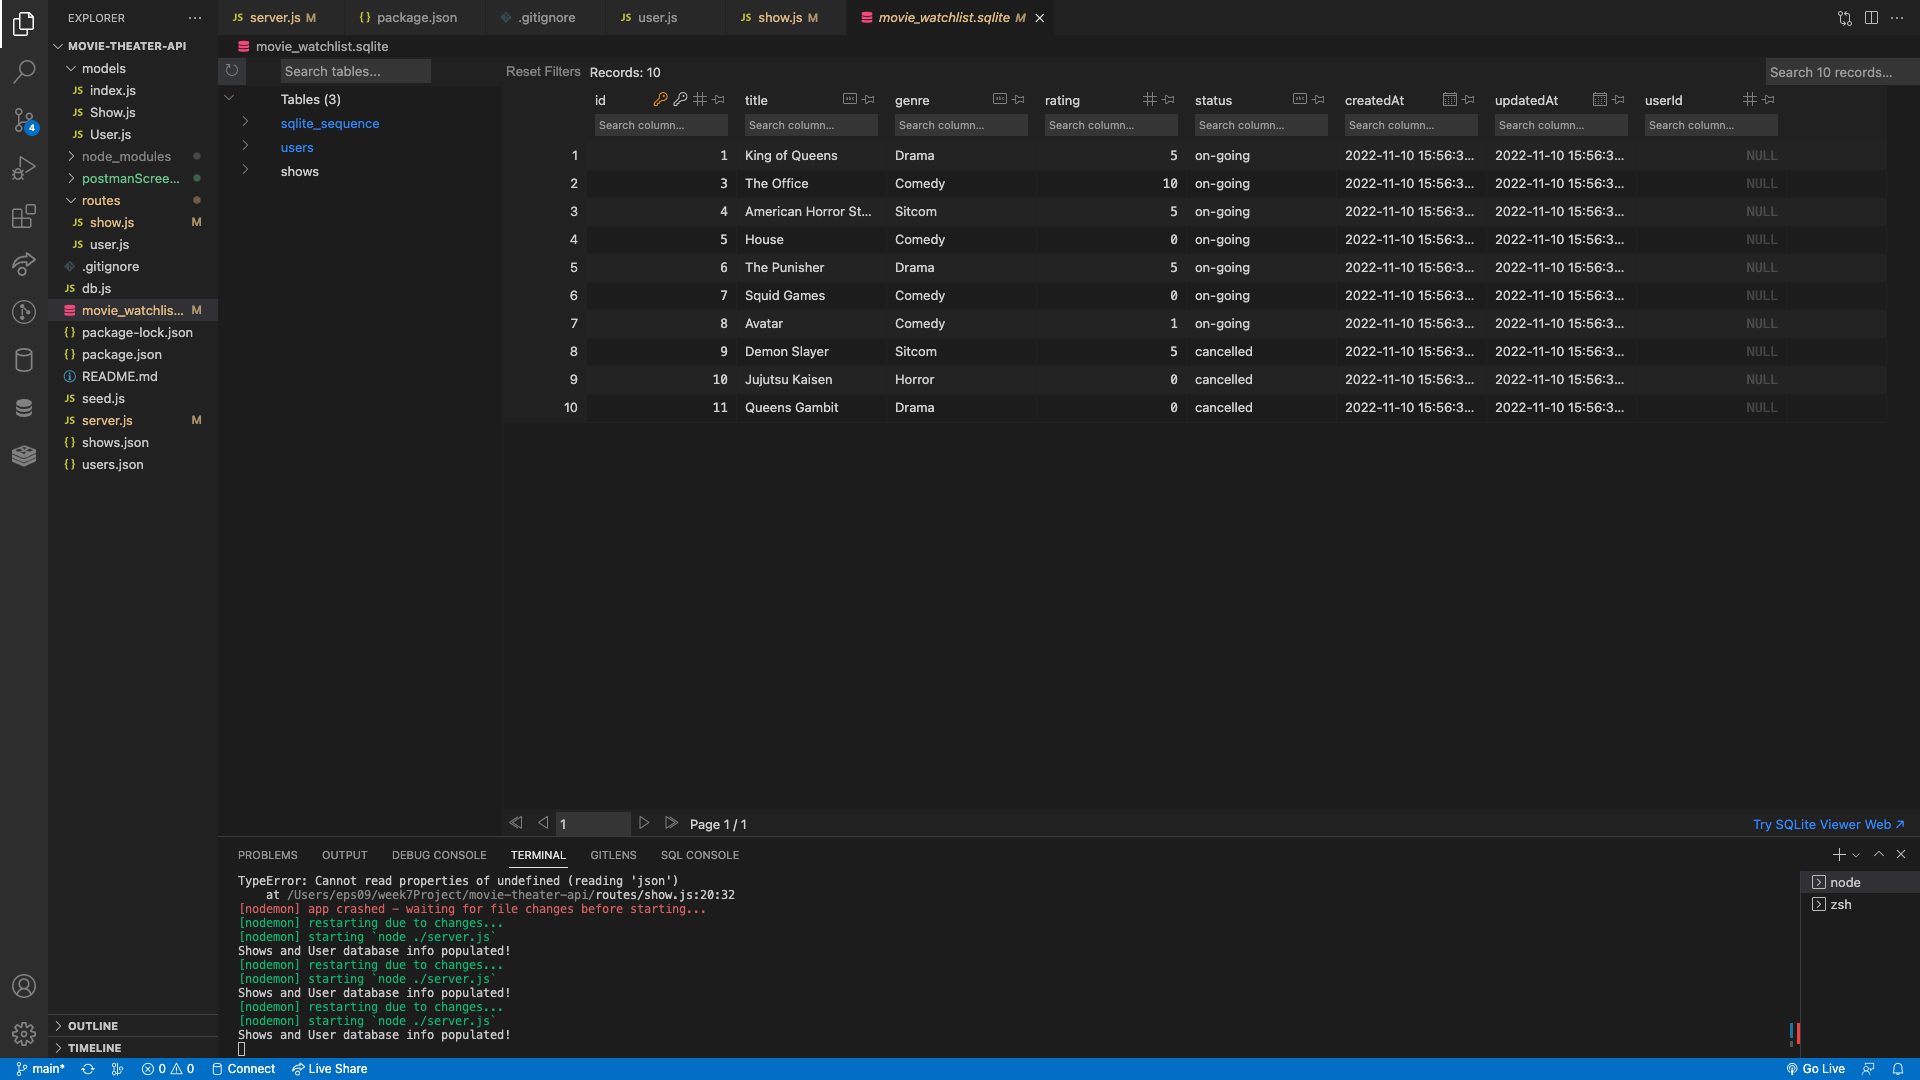 EXPLORER
MOVIE-THEATER-API
models
JS index.js
JS Show.js
JS User.js
node_modules
postmanScree...
routes
JS show.js M
JS user.js
.gitignore
JS db.js
movie_watchlis... M
{} package-lock.json
{} package.json
README.md
JS seed.js
JS server.js M
{} shows.json
{} users.json
OUTLINE
TIMELINE
4
JS server.js M
{} package.json
.gitignore
JS user.js
JS show.js M
movie_watchlist.sqlite M
movie_watchlist.sqlite
Search tables...
Reset Filters Records: 10
Search 10 records...
Tables (3)
sqlite_sequence
users
shows
id title genre rating status createdAt updatedAt userId
Search column... Search column... Search column... Search column... Search column... Search column... Search column... Search column...
1 1 King of Queens Drama 5 on-going 2022-11-10 15:56:3... 2022-11-10 15:56:3... NULL
2 3 The Office Comedy 10 on-going 2022-11-10 15:56:3... 2022-11-10 15:56:3... NULL
3 4 American Horror St... Sitcom 5 on-going 2022-11-10 15:56:3... 2022-11-10 15:56:3... NULL
4 5 House Comedy 0 on-going 2022-11-10 15:56:3... 2022-11-10 15:56:3... NULL
5 6 The Punisher Drama 5 on-going 2022-11-10 15:56:3... 2022-11-10 15:56:3... NULL
6 7 Squid Games Comedy 0 on-going 2022-11-10 15:56:3... 2022-11-10 15:56:3... NULL
7 8 Avatar Comedy 1 on-going 2022-11-10 15:56:3... 2022-11-10 15:56:3... NULL
8 9 Demon Slayer Sitcom 5 cancelled 2022-11-10 15:56:3... 2022-11-10 15:56:3... NULL
9 10 Jujutsu Kaisen Horror 0 cancelled 2022-11-10 15:56:3... 2022-11-10 15:56:3... NULL
10 11 Queens Gambit Drama 0 cancelled 2022-11-10 15:56:3... 2022-11-10 15:56:3... NULL
1 Page 1 / 1
Try SQLite Viewer Web ↗
PROBLEMS OUTPUT DEBUG CONSOLE TERMINAL GITLENS SQL CONSOLE
TypeError: Cannot read properties of undefined (reading 'json')
at /Users/eps09/week7Project/movie-theater-api/routes/show.js:20:32
[nodemon] app crashed - waiting for file changes before starting...
[nodemon] restarting due to changes...
[nodemon] starting `node ./server.js`
Shows and User database info populated!
[nodemon] restarting due to changes...
[nodemon] starting `node ./server.js`
Shows and User database info populated!
[nodemon] restarting due to changes...
[nodemon] starting `node ./server.js`
Shows and User database info populated!
node
zsh
main* 0 0 Connect Live Share
Go Live